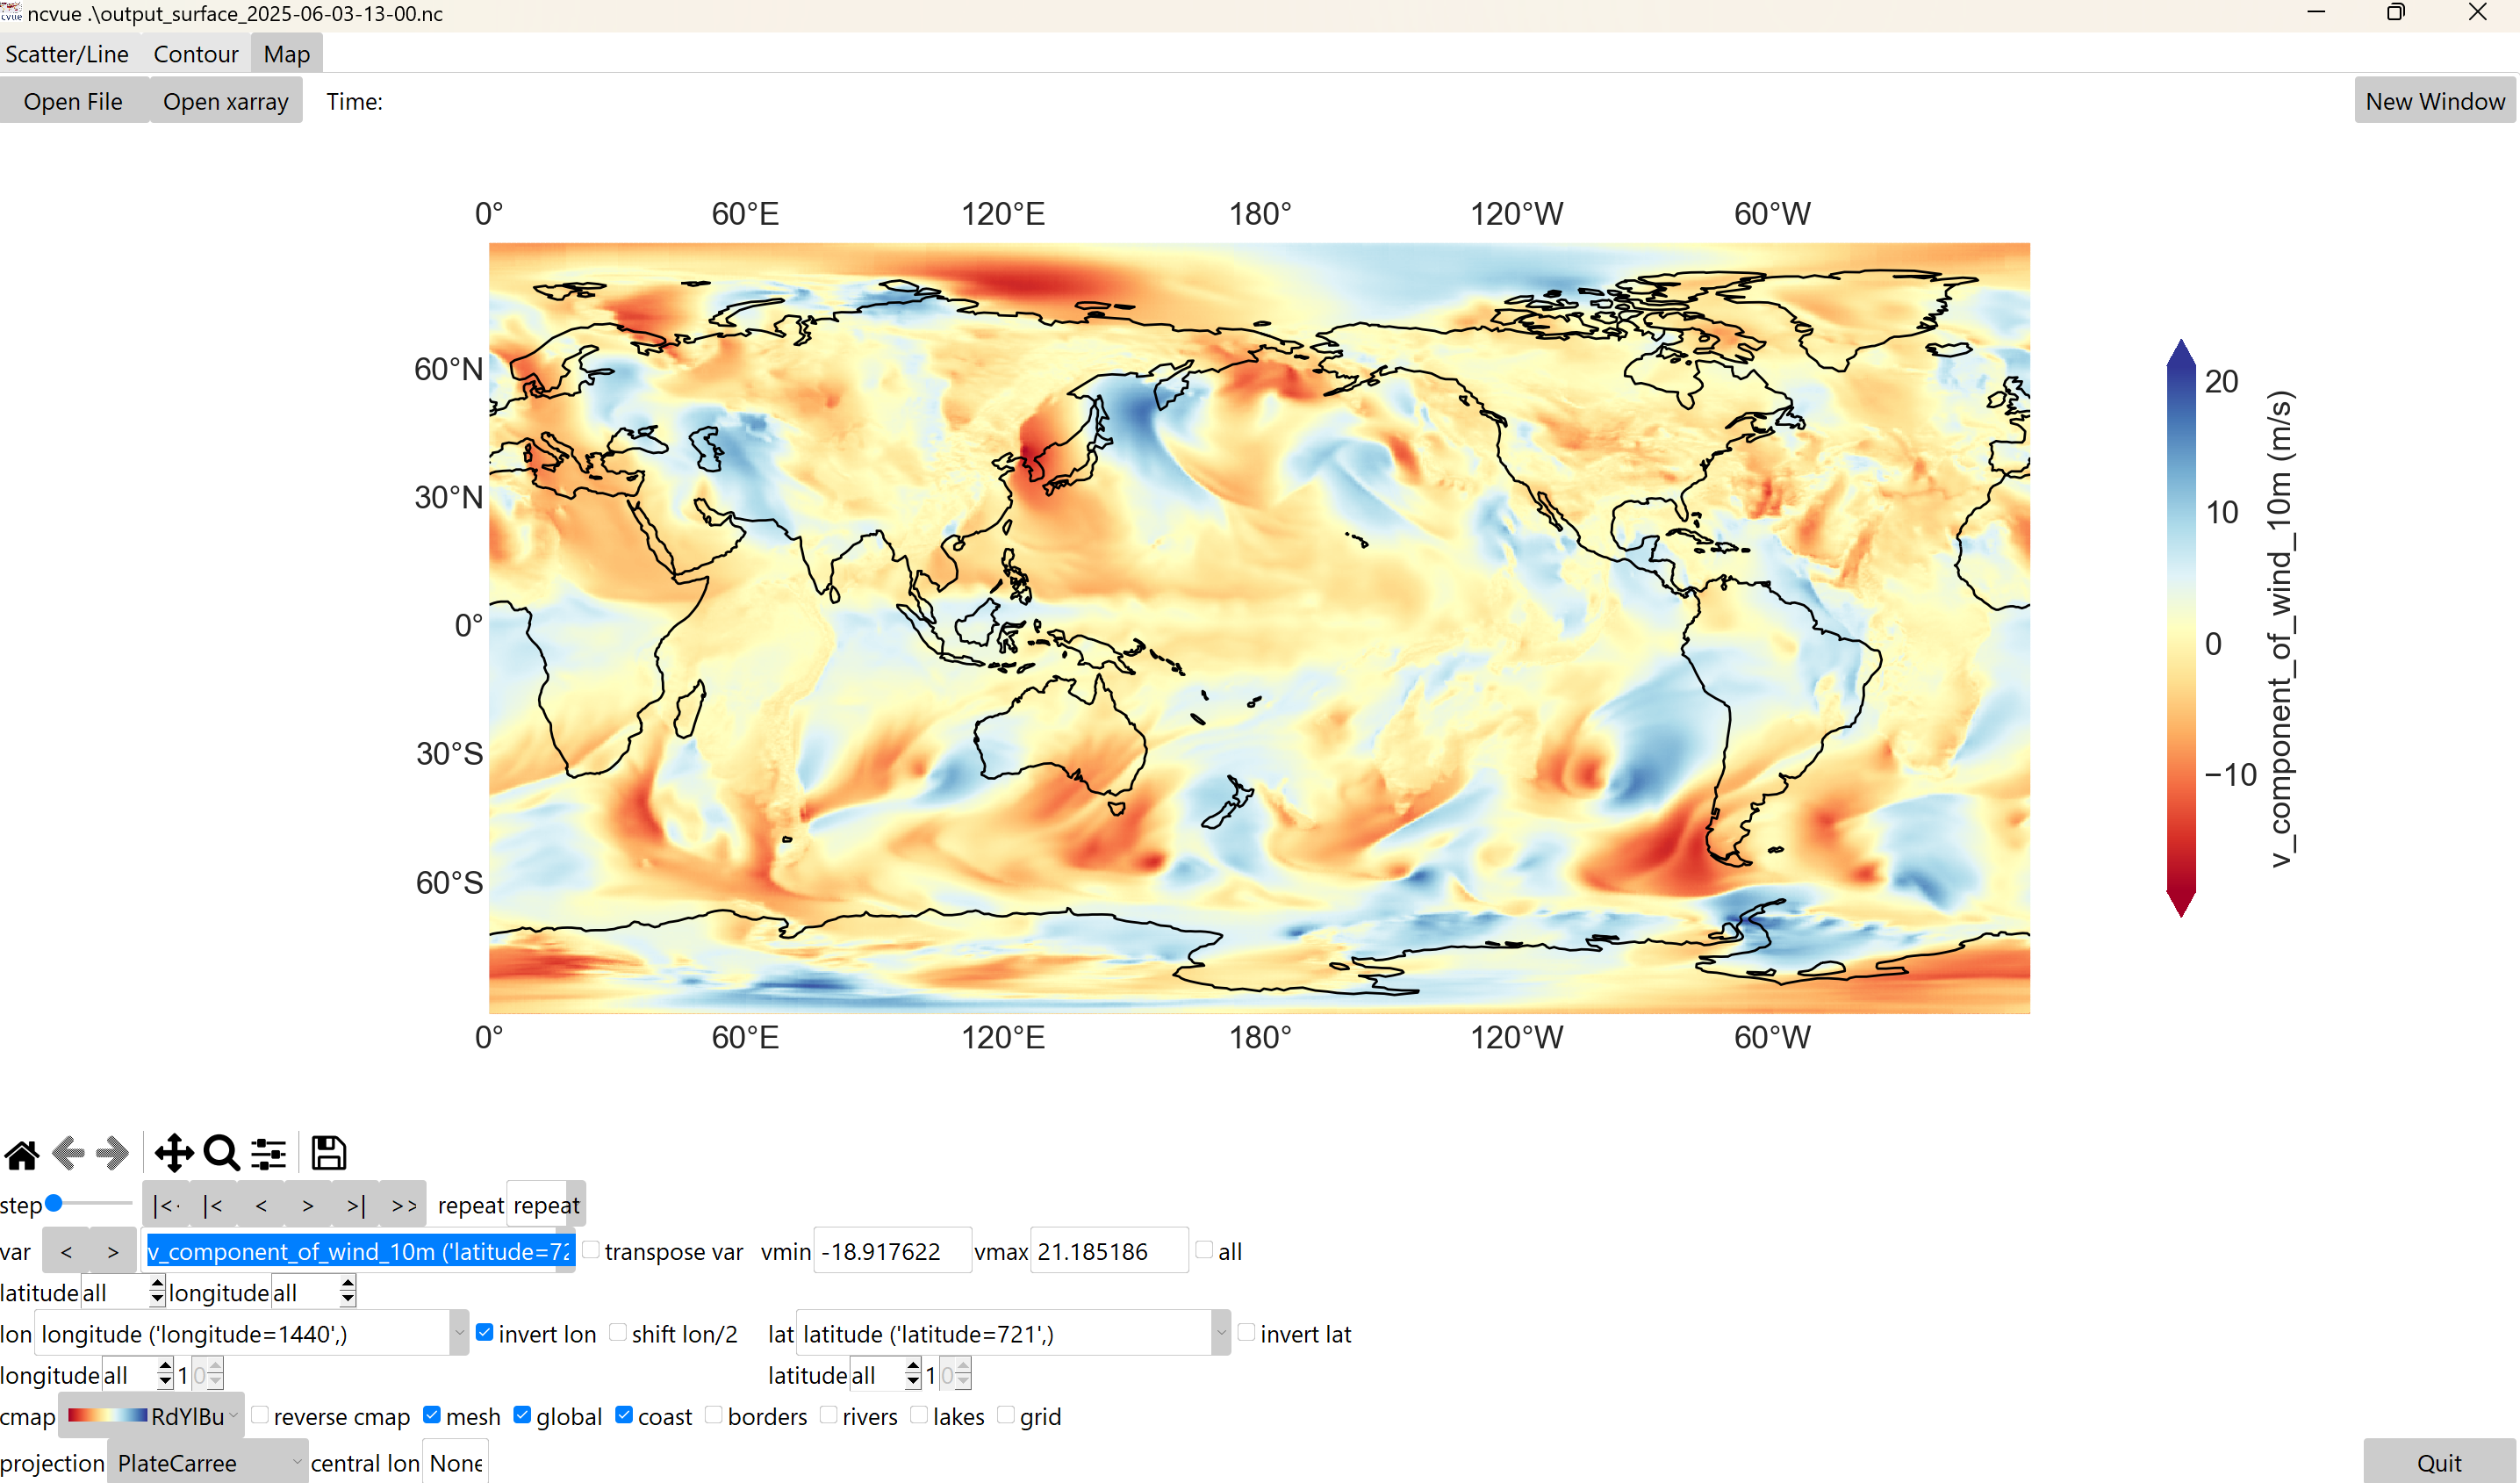 ncvue .\output_surface_2025-06-03-13-00.nc
Scatter/Line Contour Map
Open File Open xarray Time: New Window
0° 60°E 120°E 180° 120°W 60°W
60°N
30°N
0°
30°S
60°S
0° 60°E 120°E 180° 120°W 60°W
20
10
0
−10
v_component_of_wind_10m (m/s)
step |<· |< < > >| >> repeat repeat
var < > v_component_of_wind_10m ('latitude=72 transpose var vmin -18.917622 vmax 21.185186 all
latitude all longitude all
lon longitude ('longitude=1440',) invert lon shift lon/2 lat latitude ('latitude=721',) invert lat
longitude all 1 0 latitude all 1 0
cmap RdYlBu reverse cmap mesh global coast borders rivers lakes grid
projection PlateCarree central lon None Quit